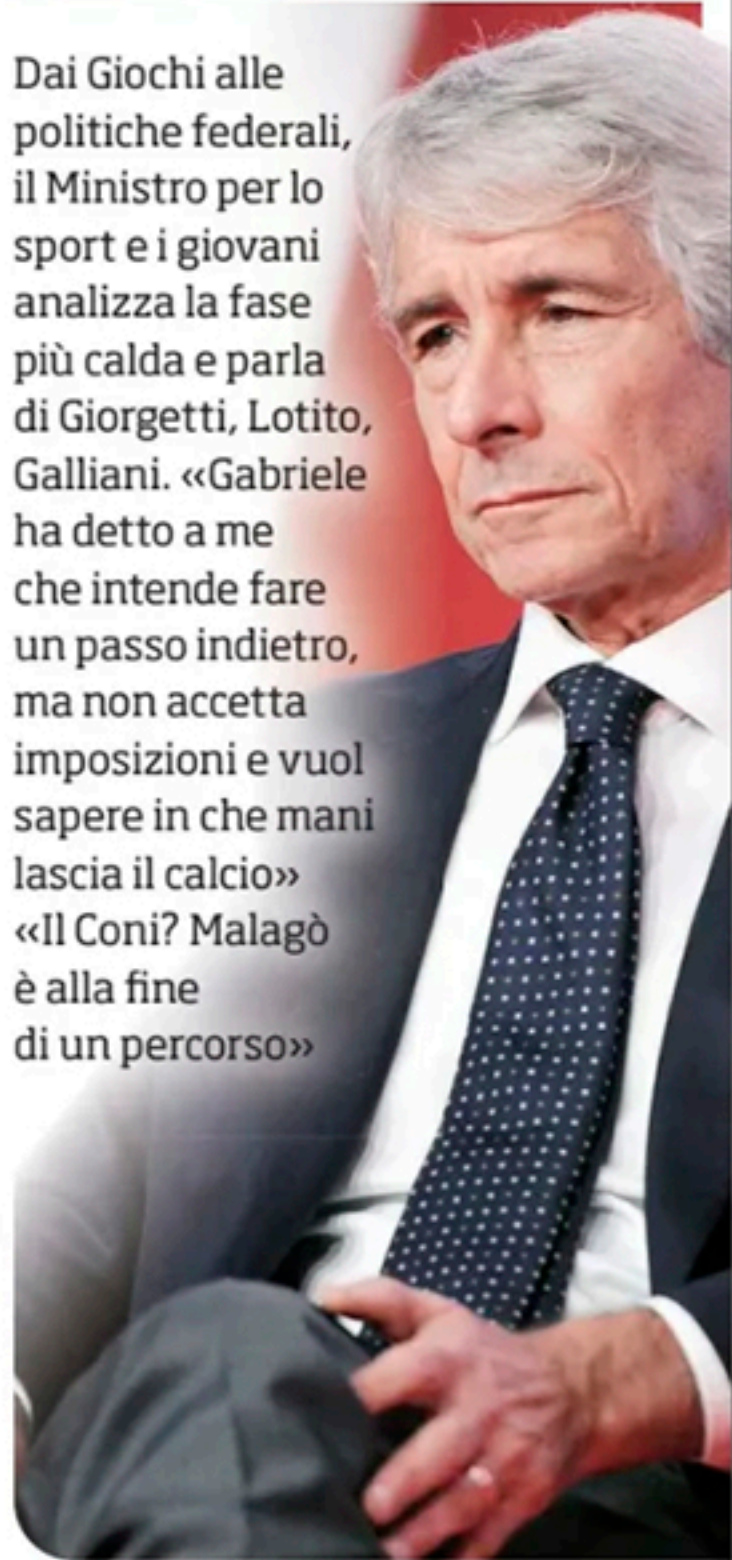 Dai Giochi alle
politiche federali,
il Ministro per lo
sport e i giovani
analizza la fase
più calda e parla
di Giorgetti, Lotito,
Galliani. «Gabriele
ha detto a me
che intende fare
un passo indietro,
ma non accetta
imposizioni e vuol
sapere in che mani
lascia il calcio»
«Il Coni? Malagò
è alla fine
di un percorso»